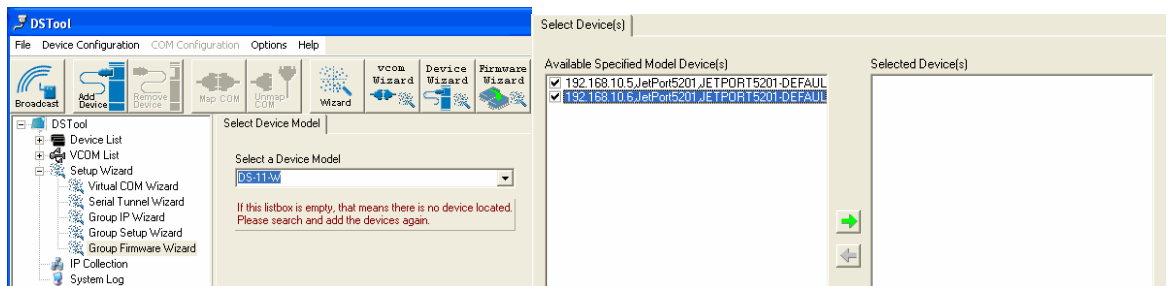 DSTool
File Device Configuration COM Configuration Options Help
Broadcast
Add Device
Remove Device
Map COM
Unmap COM
Wizard
vcom Wizard
Device Wizard
Firmware Wizard
DSTool
Device List
VCOM List
Setup Wizard
Virtual COM Wizard
Serial Tunnel Wizard
Group IP Wizard
Group Setup Wizard
Group Firmware Wizard
IP Collection
System Log
Select Device Model
Select a Device Model
DS-11-W
If this listbox is empty, that means there is no device located.
Please search and add the devices again.
Select Device(s)
Available Specified Model Device(s)
192.168.10.5,JetPort5201,JETPORT5201-DEFAUL
192.168.10.6,JetPort5201,JETPORT5201-DEFAUL
Selected Device(s)